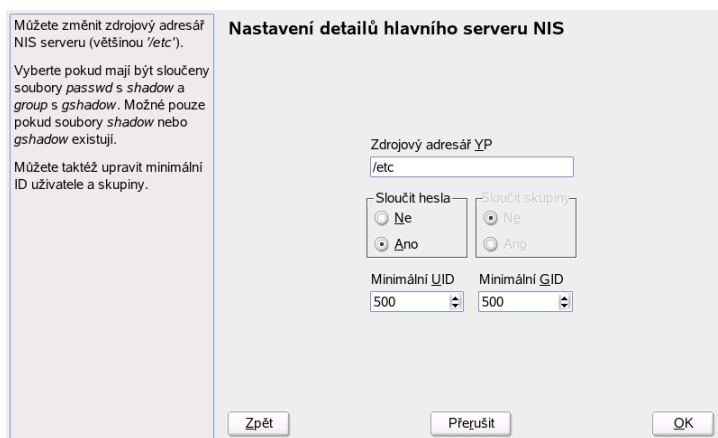 Můžete změnit zdrojový adresář
NIS serveru (většinou '/etc').
Vyberte pokud mají být sloučeny
soubory passwd s shadow a
group s gshadow. Možné pouze
pokud soubory shadow nebo
gshadow existují.
Můžete taktéž upravit minimální
ID uživatele a skupiny.
Nastavení detailů hlavního serveru NIS
Zdrojový adresář YP
/etc
Sloučit hesla
Ne
Ano
Sloučit skupiny
Ne
Ano
Minimální UID
500
Minimální GID
500
Zpět
Přerušit
OK